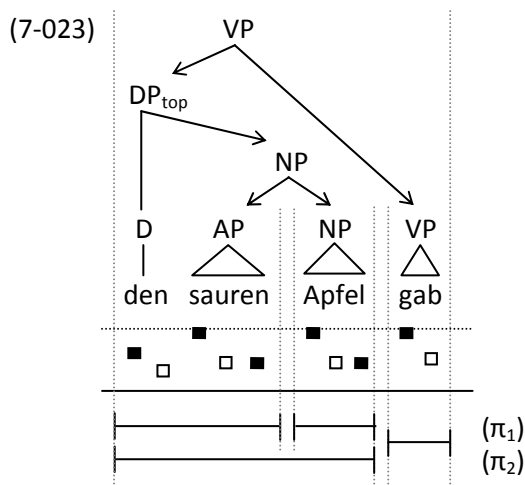 (7-023) VP
DP_top
NP
D AP NP VP
den sauren Apfel gab
(π₁)
(π₂)